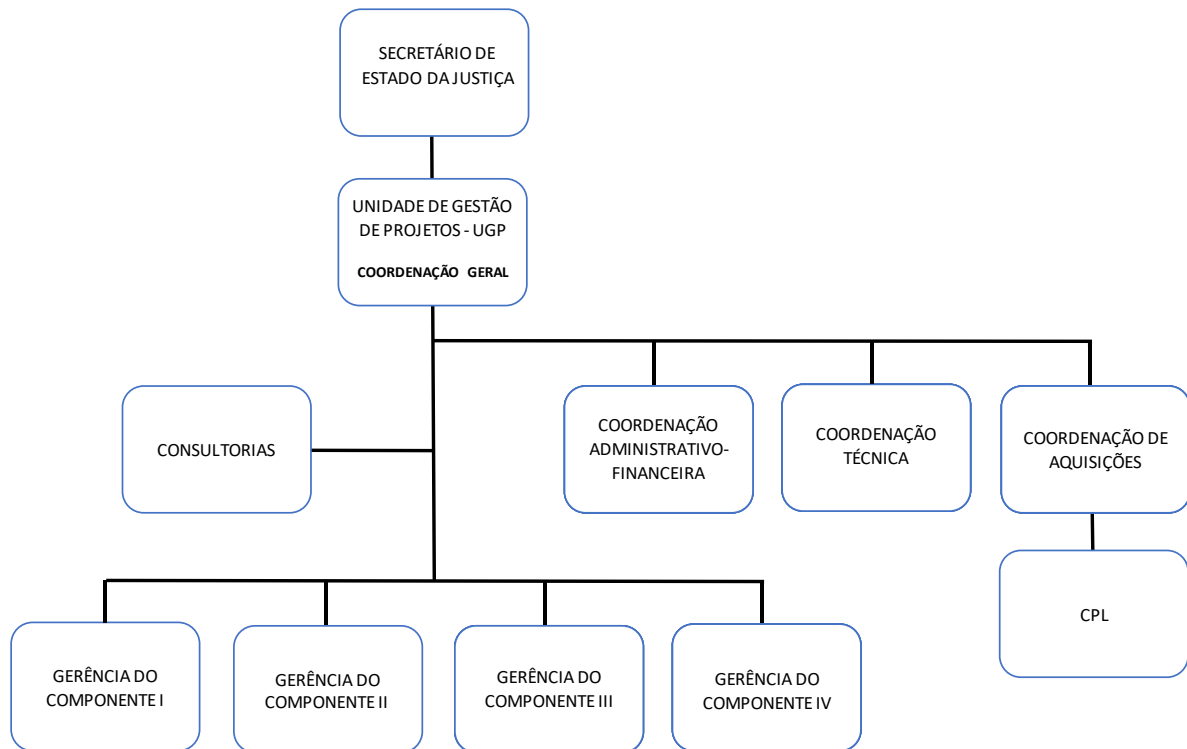 SECRETÁRIO DE
ESTADO DA JUSTIÇA
UNIDADE DE GESTÃO
DE PROJETOS - UGP
COORDENAÇÃO GERAL
CONSULTORIAS
COORDENAÇÃO
ADMINISTRATIVO-
FINANCEIRA
COORDENAÇÃO
TÉCNICA
COORDENAÇÃO DE
AQUISIÇÕES
CPL
GERÊNCIA DO
COMPONENTE I
GERÊNCIA DO
COMPONENTE II
GERÊNCIA DO
COMPONENTE III
GERÊNCIA DO
COMPONENTE IV